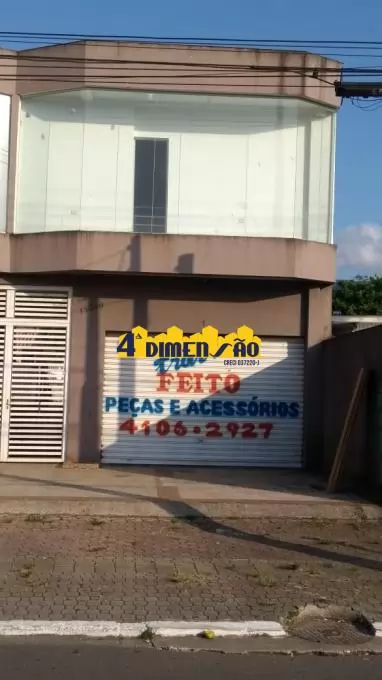 4ª DIMENSÃO
CRECI 037220-J
FEITO
PEÇAS E ACESSÓRIOS
4106-2927